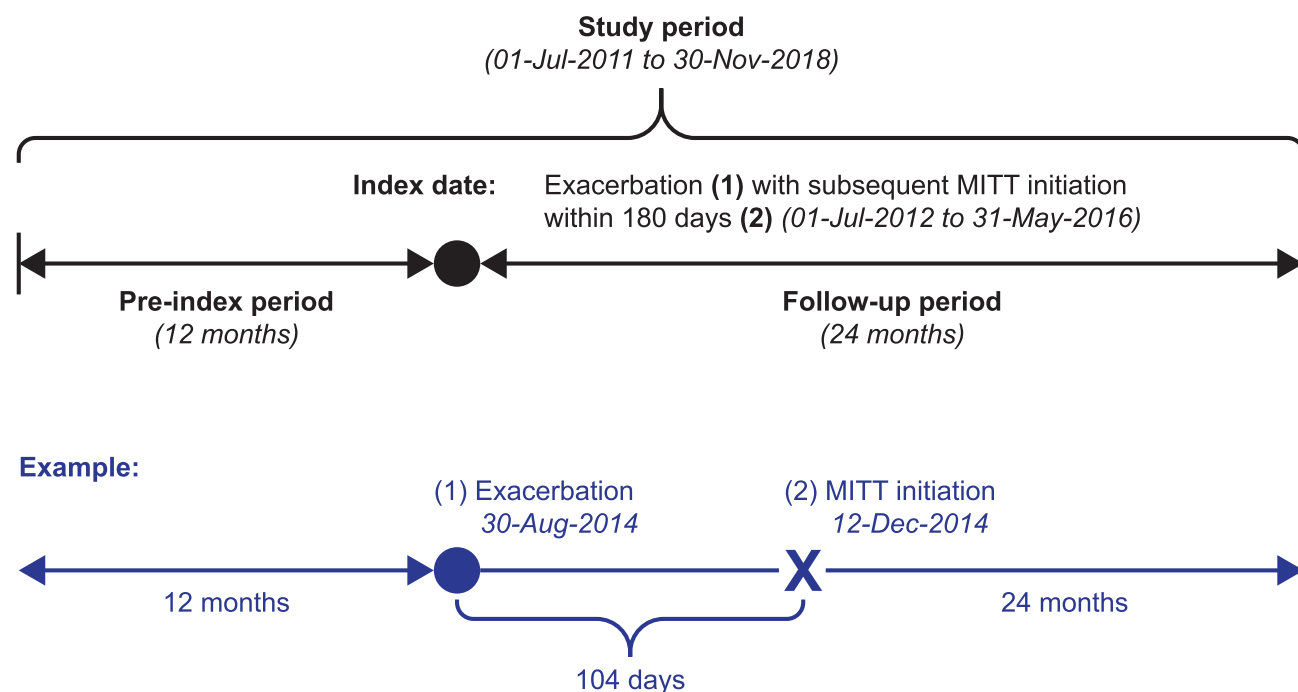 Study period
(01-Jul-2011 to 30-Nov-2018)
Index date: Exacerbation (1) with subsequent MITT initiation
within 180 days (2) (01-Jul-2012 to 31-May-2016)
Pre-index period
(12 months)
Follow-up period
(24 months)
Example:
(1) Exacerbation
30-Aug-2014
(2) MITT initiation
12-Dec-2014
X
12 months
24 months
104 days